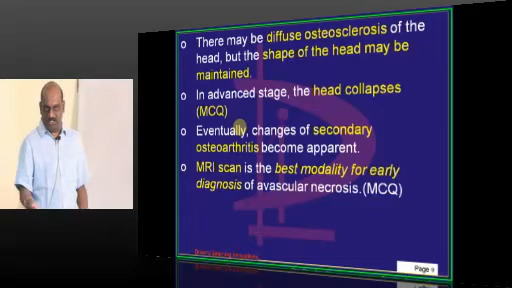 o There may be diffuse osteosclerosis of the
head, but the shape of the head may be
maintained.
o In advanced stage, the head collapses
(MCQ)
o Eventually, changes of secondary
osteoarthritis become apparent.
o MRI scan is the best modality for early
diagnosis of avascular necrosis.(MCQ)
Page 9